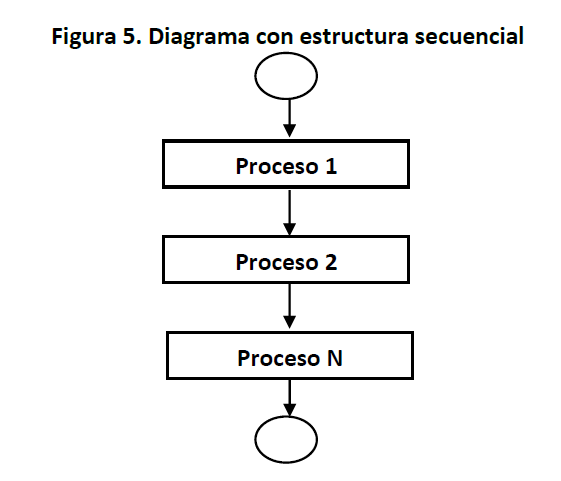 Figura 5. Diagrama con estructura secuencial
Proceso 1
Proceso 2
Proceso N